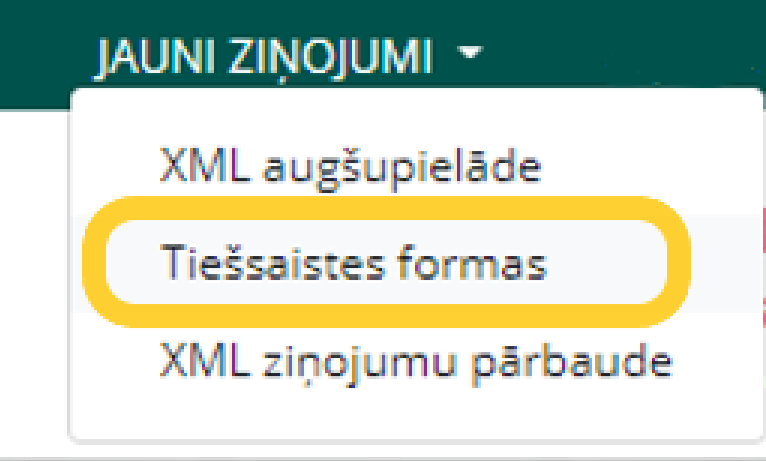 JAUNI ZIŅOJUMI
XML augšupielāde
Tiešsaistes formas
XML ziņojumu pārbaude